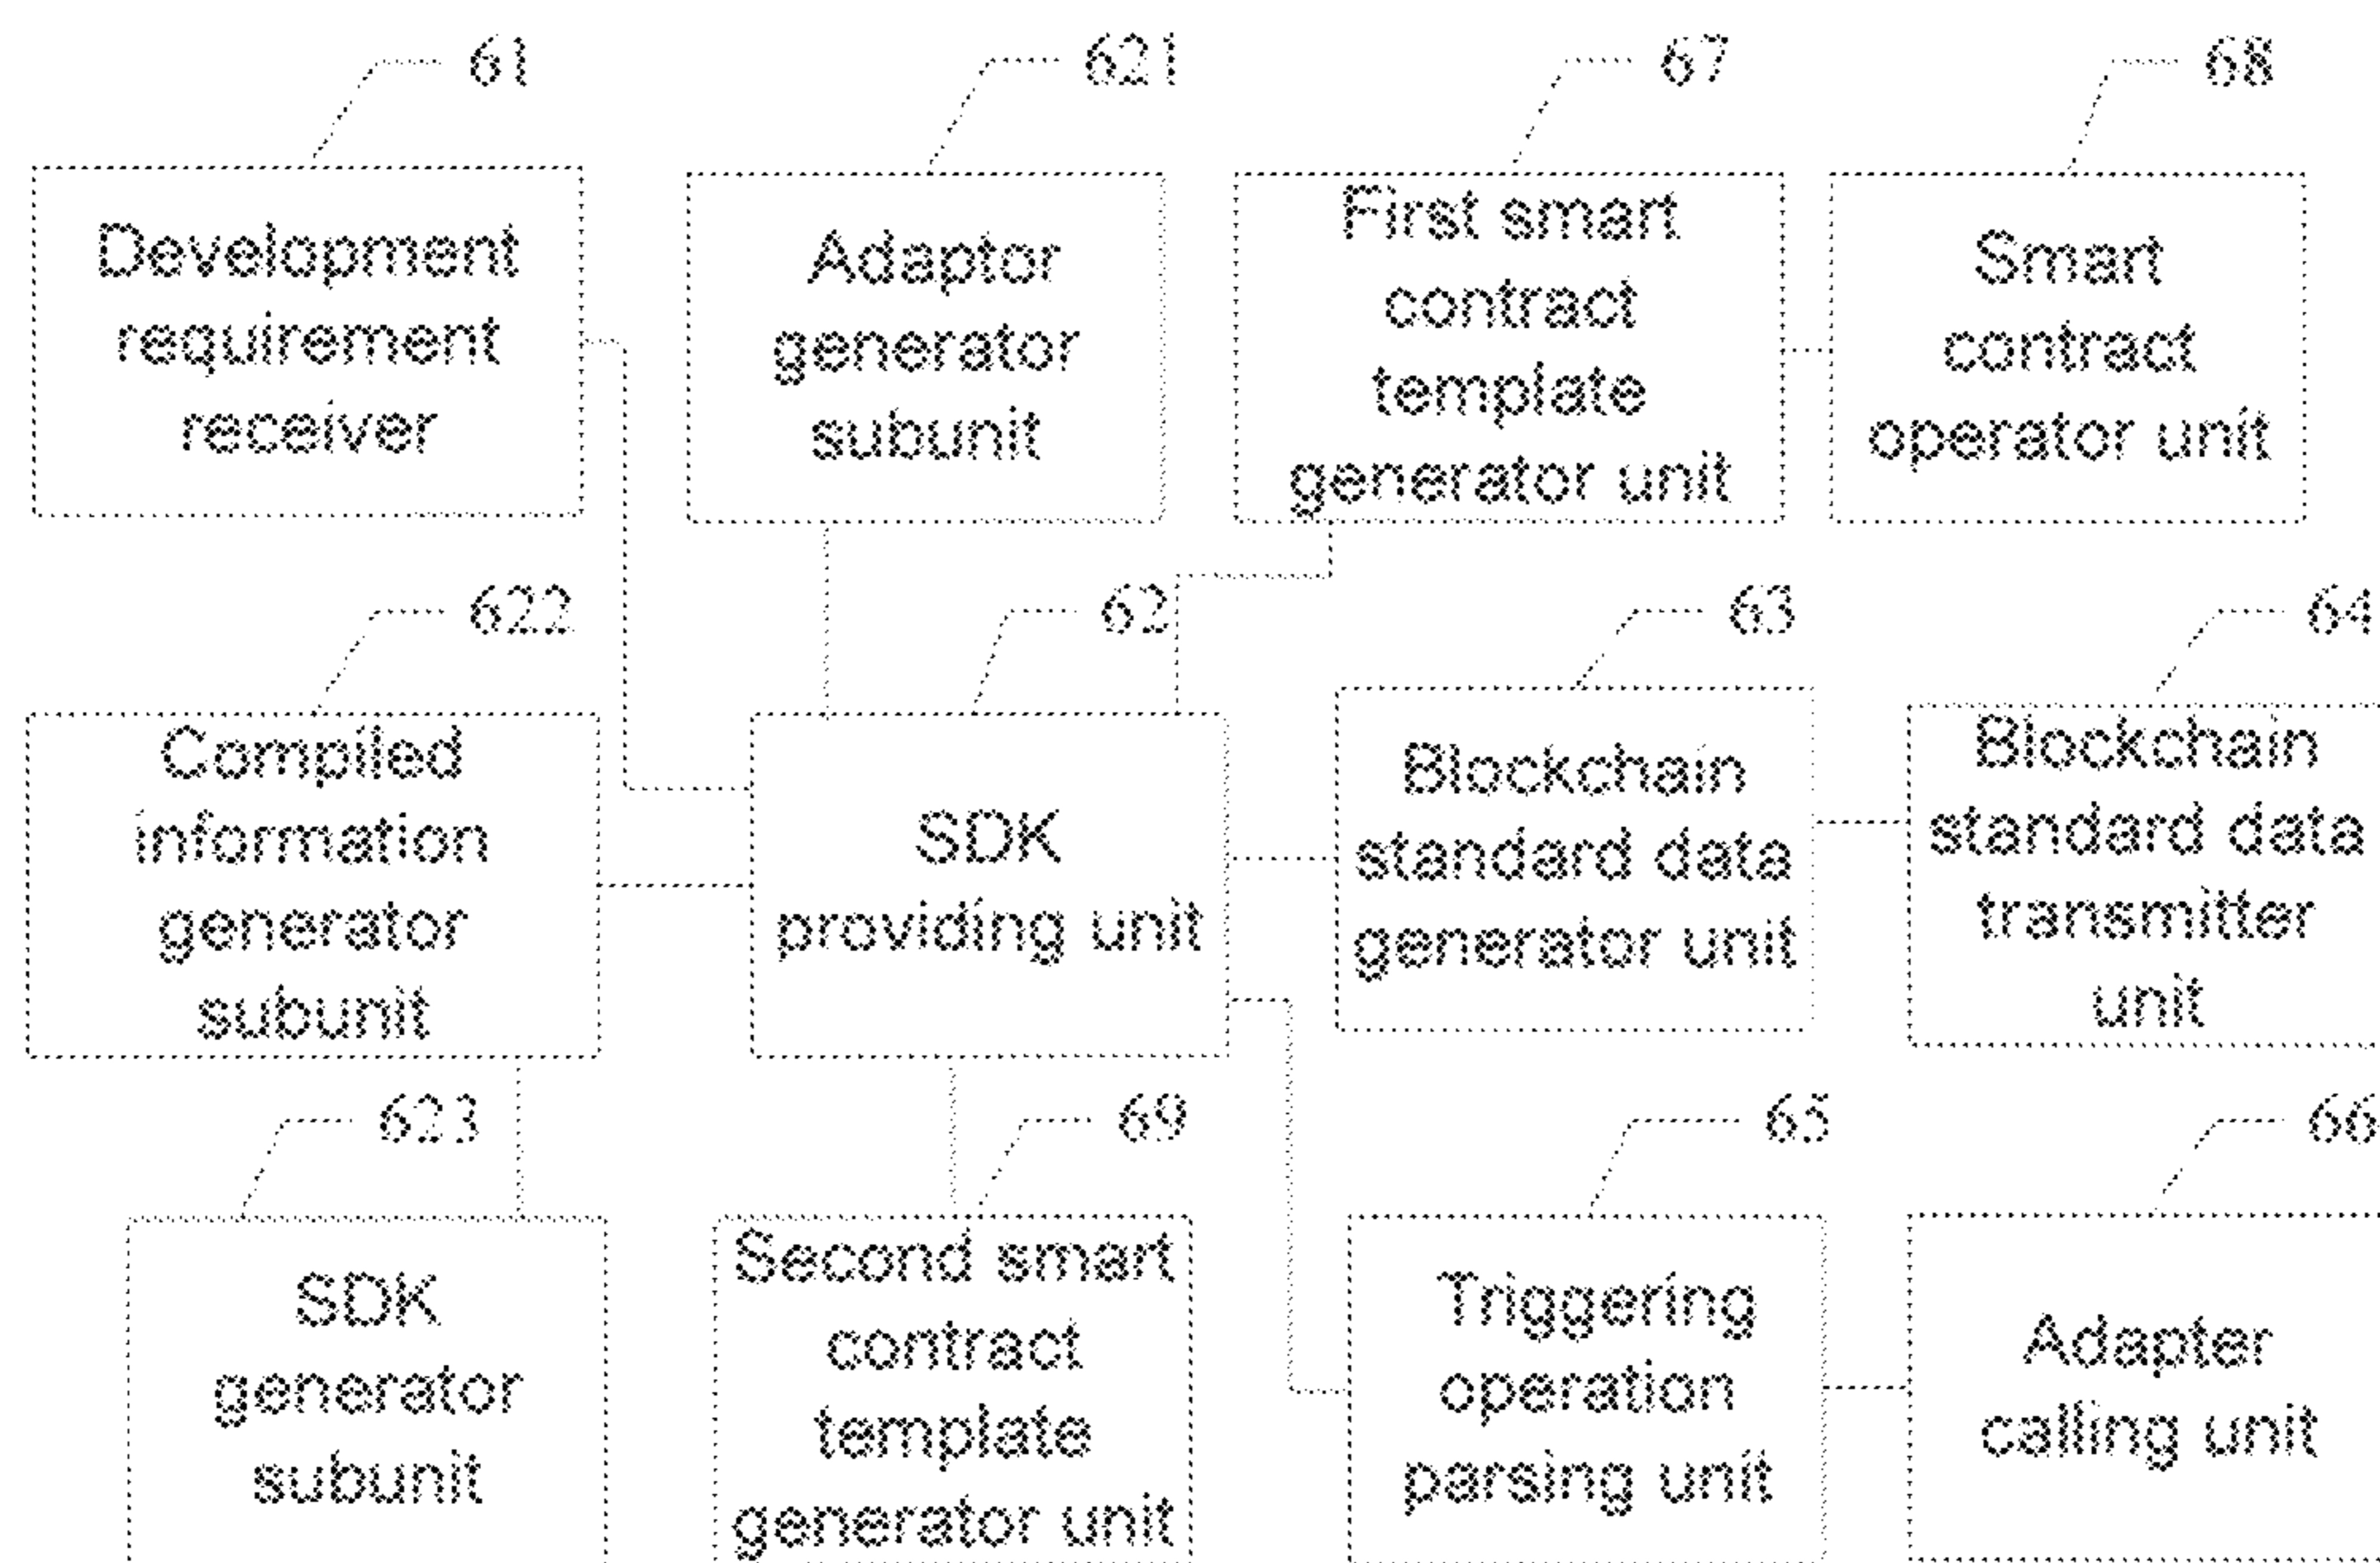 61
621
67
68
Development
requirement
receiver
Adaptor
generator
subunit
First smart
contract
template
generator unit
Smart
contract
operator unit
622
62
63
64
Compiled
information
generator
subunit
SDK
providing unit
Blockchain
standard data
generator unit
Blockchain
standard data
transmitter
unit
623
69
65
66
SDK
generator
subunit
Second smart
contract
template
generator unit
Triggering
operation
parsing unit
Adapter
calling unit